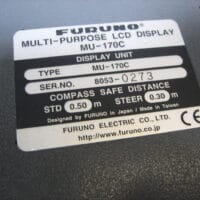 FURUNO
MULTI-PURPOSE LCD DISPLAY
MU-170C
DISPLAY UNIT
TYPE MU-170C
SER.NO. 8053-0273
COMPASS SAFE DISTANCE
STD 0.50 m STEER 0.30 m
Designed by FURUNO in Japan / Made in Taiwan
FURUNO ELECTRIC CO., LTD.
http://www.furuno.co.jp